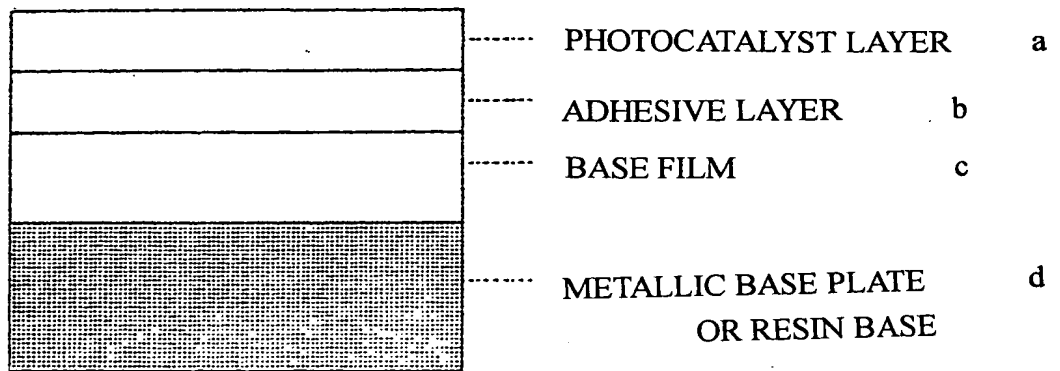 PHOTOCATALYST LAYER a
ADHESIVE LAYER b
BASE FILM c
METALLIC BASE PLATE d
OR RESIN BASE